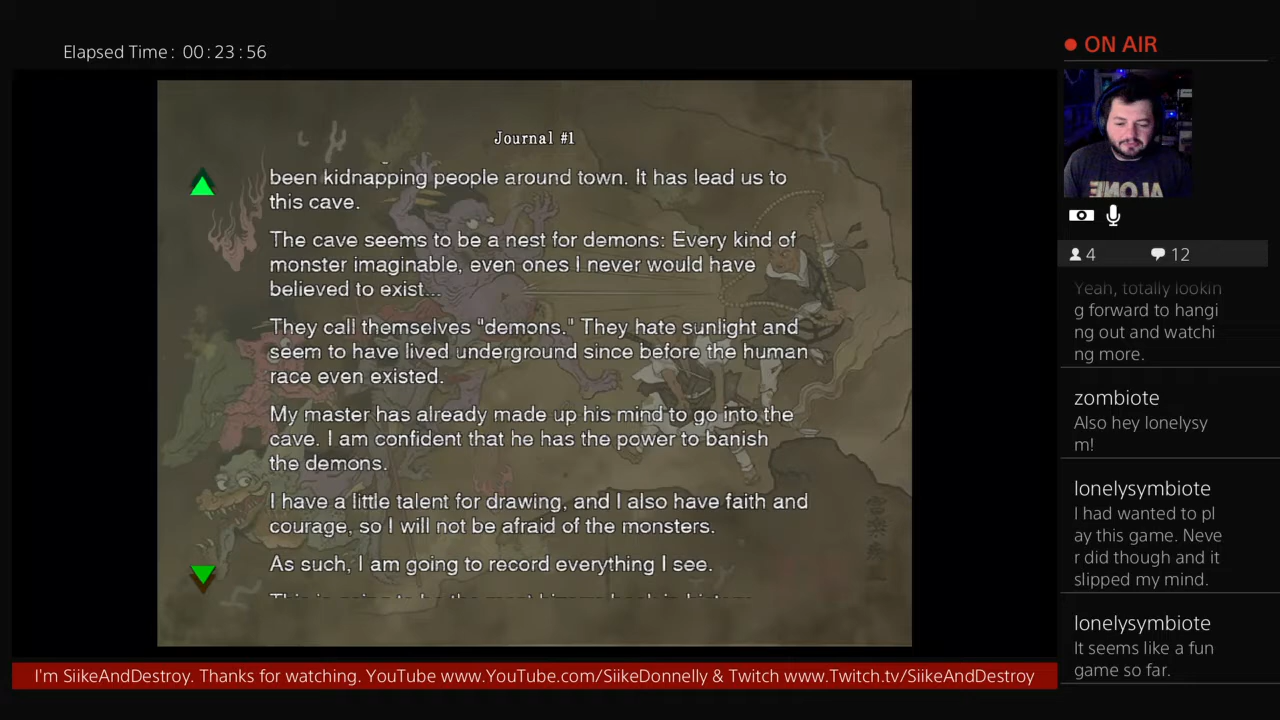 Elapsed Time: 00:23:56
ON AIR
Journal #1
been kidnapping people around town. It has lead us to
this cave.
The cave seems to be a nest for demons: Every kind of
monster imaginable, even ones I never would have
believed to exist...
They call themselves "demons." They hate sunlight and
seem to have lived underground since before the human
race even existed.
My master has already made up his mind to go into the
cave. I am confident that he has the power to banish
the demons.
I have a little talent for drawing, and I also have faith and
courage, so I will not be afraid of the monsters.
As such, I am going to record everything I see.
ALONE
4 12
Yeah, totally lookin
g forward to hangi
ng out and watchi
ng more.
zombiote
Also hey lonelysy
m!
lonelysymbiote
I had wanted to pl
ay this game. Neve
r did though and it
slipped my mind.
lonelysymbiote
It seems like a fun
game so far.
I'm SiikeAndDestroy. Thanks for watching. YouTube www.YouTube.com/SiikeDonnelly & Twitch www.Twitch.tv/SiikeAndDestroy